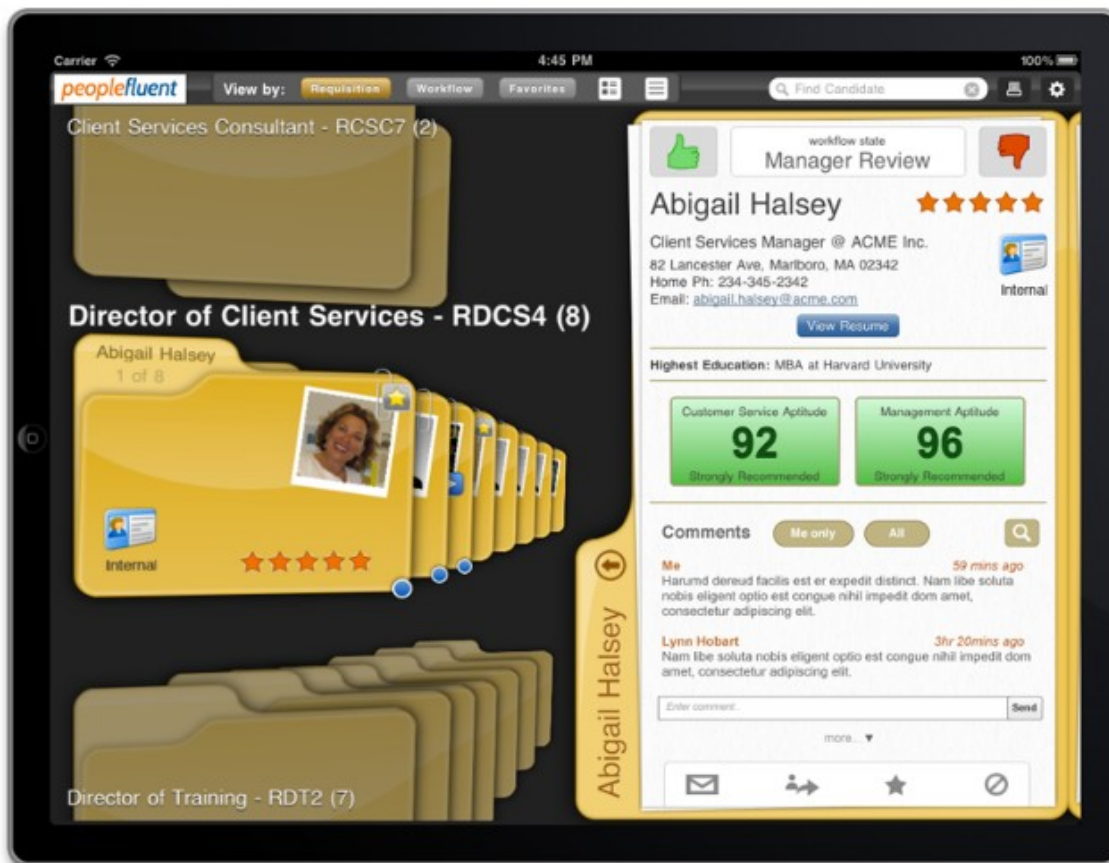 Carrier
4:45 PM
100%
peoplefluent
View by:
Requisition
Workflow
Favorites
Find Candidate
Client Services Consultant - RCSC7 (2)
Director of Client Services - RDCS4 (8)
Abigail Halsey
1 of 8
Internal
Director of Training - RDT2 (7)
Abigail Halsey
workflow state
Manager Review
Abigail Halsey
Client Services Manager @ ACME Inc.
82 Lancester Ave, Marlboro, MA 02342
Home Ph: 234-345-2342
Email: abigail.halsey@acme.com
Internal
View Resume
Highest Education: MBA at Harvard University
Customer Service Aptitude
92
Strongly Recommended
Management Aptitude
96
Strongly Recommended
Comments
Me only
All
Me
59 mins ago
Harumd dereud facilis est er expedit distinct. Nam libe soluta
nobis eligent optio est congue nihil impedit dom amet,
consectetur adipiscing elit.
Lynn Hobart
3hr 20mins ago
Nam libe soluta nobis eligent optio est congue nihil impedit dom
amet, consectetur adipiscing elit.
Enter comment..
Send
more...